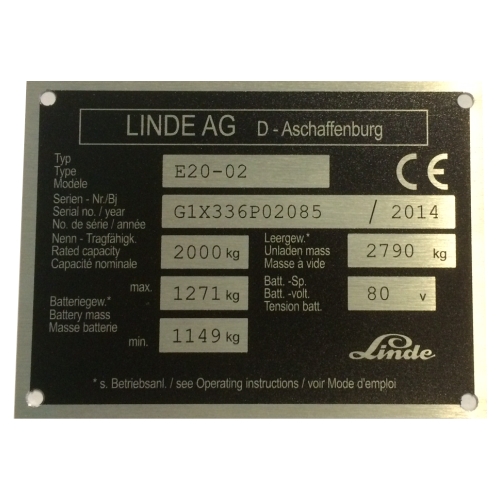 LINDE AG D - Aschaffenburg
Typ
Type
Modele
E20-02
CE
Serien - Nr./Bj
Serial no. / year
No. de série / année
G1X336P02085 / 2014
Nenn - Tragfähigk.
Rated capacity
Capacité nominale
2000 kg
Leergew.*
Unladen mass
Masse à vide
2790 kg
Batteriegew.*
Battery mass
Masse batterie
max.
1271 kg
min.
1149 kg
Batt. -Sp.
Batt. -volt.
Tension batt.
80 v
Linde
* s. Betriebsanl. / see Operating instructions / voir Mode d'emploi